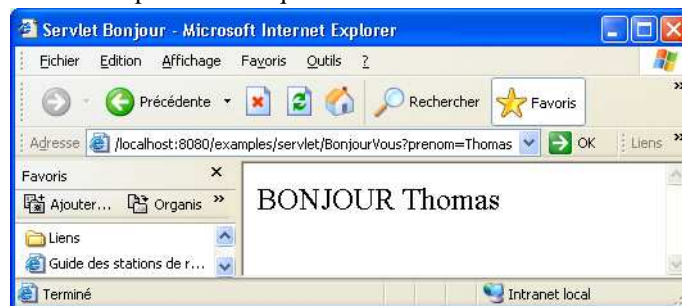 Servlet Bonjour - Microsoft Internet Explorer
Fichier Edition Affichage Favoris Outils ?
Précédente Rechercher Favoris »
Adresse /localhost:8080/examples/servlet/BonjourVous?prenom=Thomas OK Liens »
Favoris ×
Ajouter... Organis »
BONJOUR Thomas
Liens
Guide des stations de r...
Terminé Intranet local